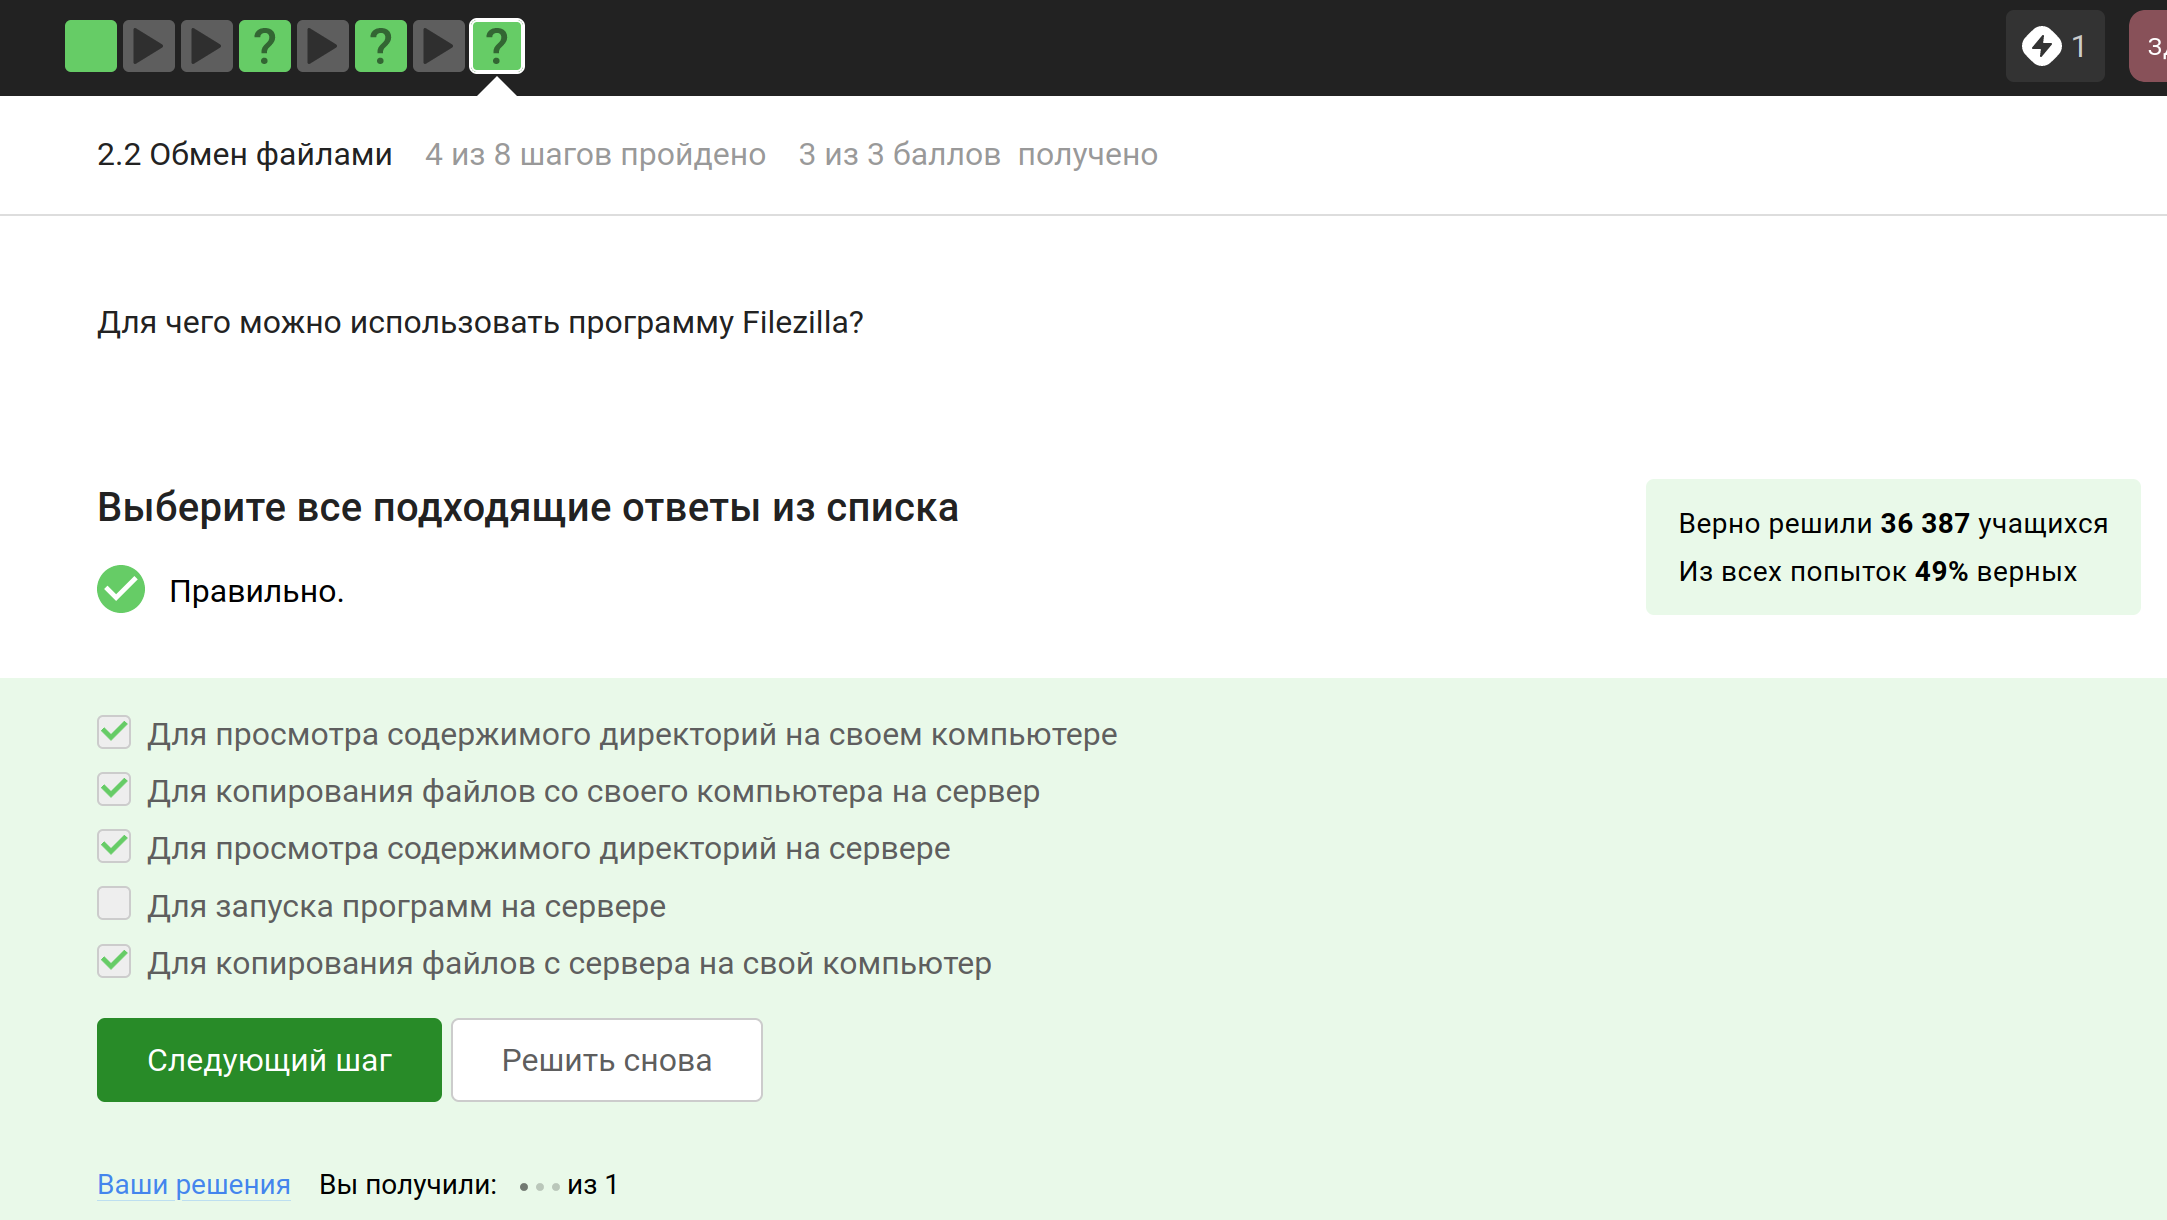 ? ? ? 1
2.2 Обмен файлами 4 из 8 шагов пройдено 3 из 3 баллов получено
Для чего можно использовать программу Filezilla?
Выберите все подходящие ответы из списка
Правильно.
Верно решили 36 387 учащихся
Из всех попыток 49% верных
Для просмотра содержимого директорий на своем компьютере
Для копирования файлов со своего компьютера на сервер
Для просмотра содержимого директорий на сервере
Для запуска программ на сервере
Для копирования файлов с сервера на свой компьютер
Следующий шаг Решить снова
Ваши решения Вы получили: из 1